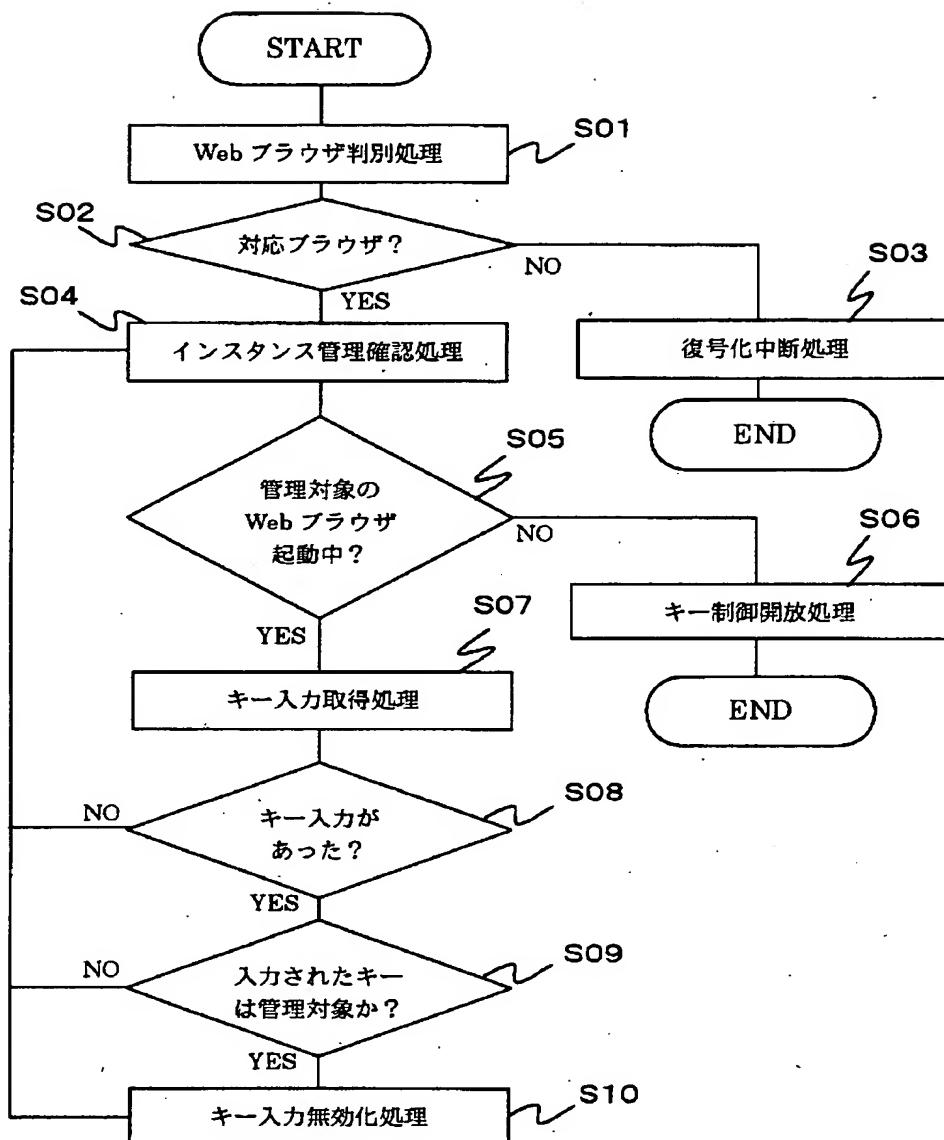 START
S01
Web ブラウザ判別処理
S02
対応ブラウザ?
NO
YES
S03
復号化中断処理
END
S04
インスタンス管理確認処理
S05
管理対象の
Web ブラウザ
起動中?
NO
YES
S06
キー制御開放処理
END
S07
キー入力取得処理
S08
キー入力が
あった?
NO
YES
S09
入力されたキー
は管理対象か?
NO
YES
S10
キー入力無効化処理